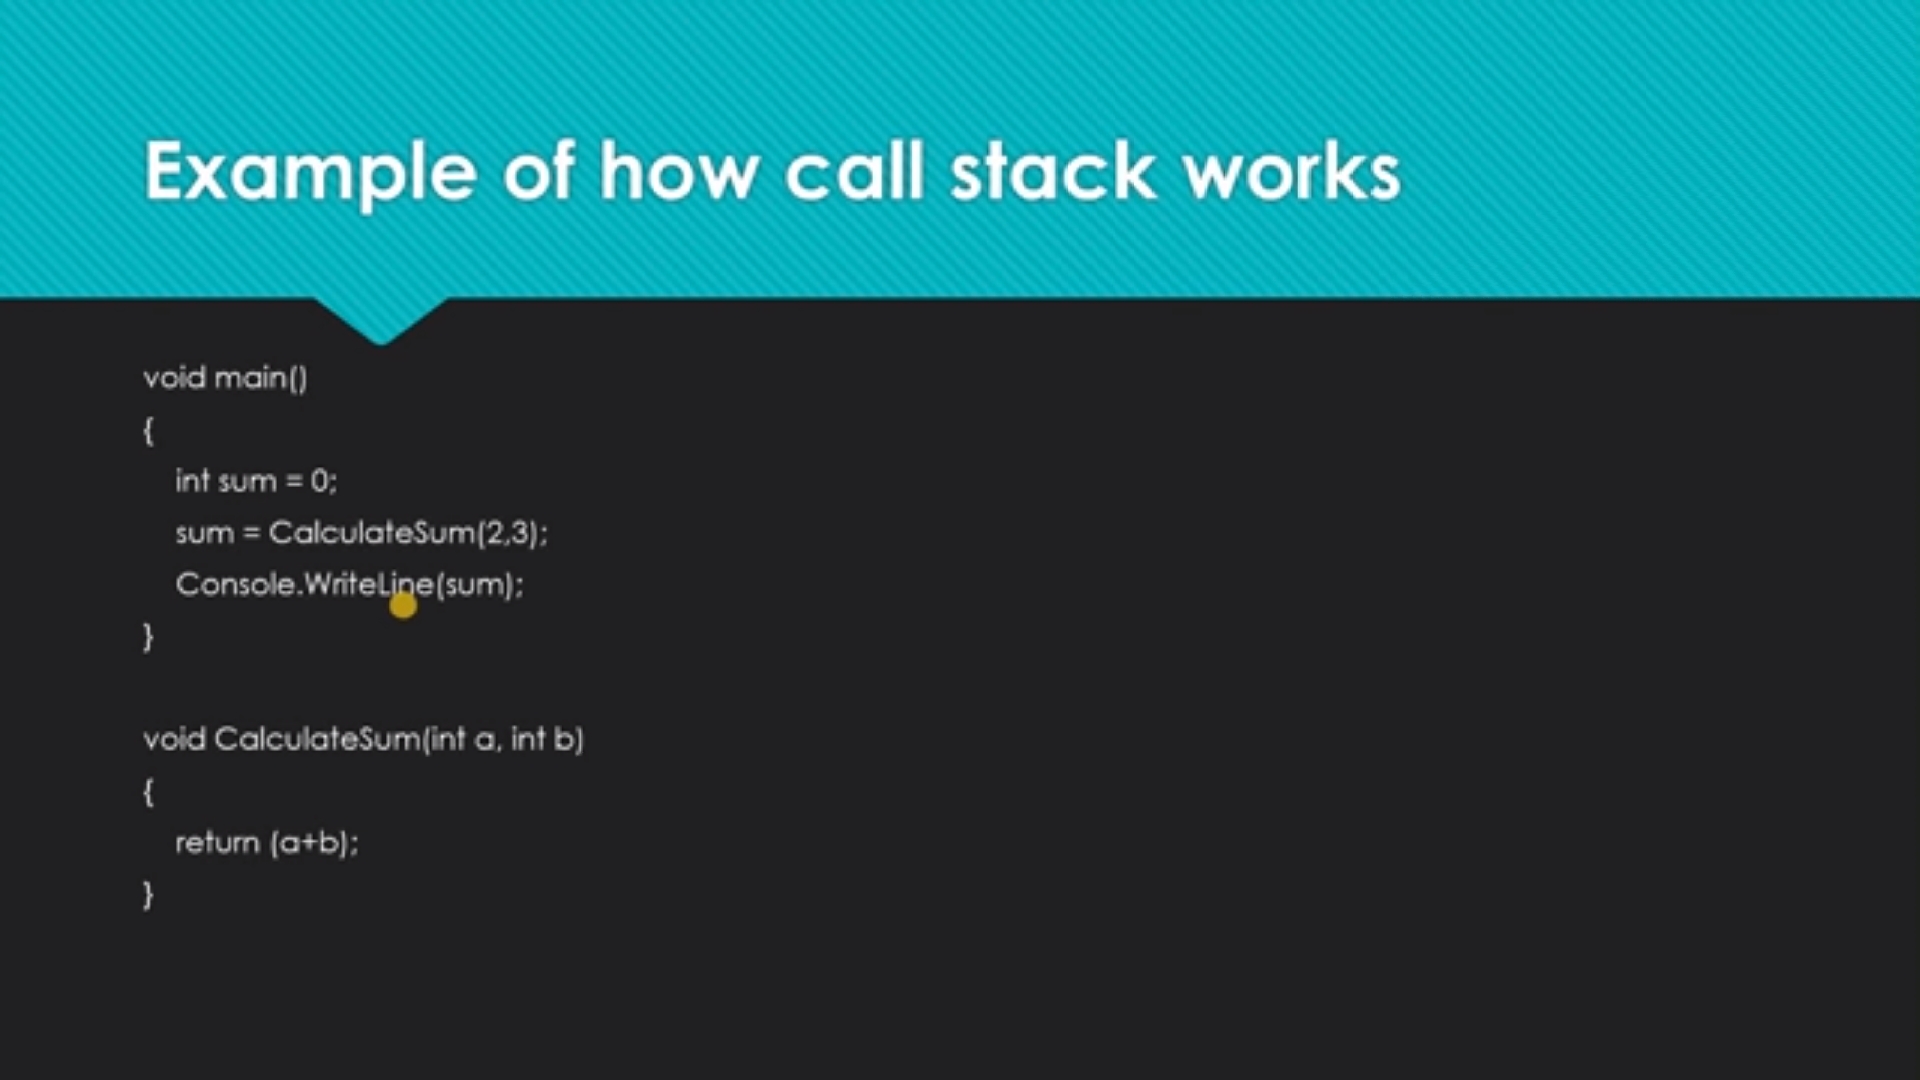 Example of how call stack works
void main()
{
int sum = 0;
sum = CalculateSum(2,3);
Console.WriteLine(sum);
}
void CalculateSum(int a, int b)
{
return (a+b);
}